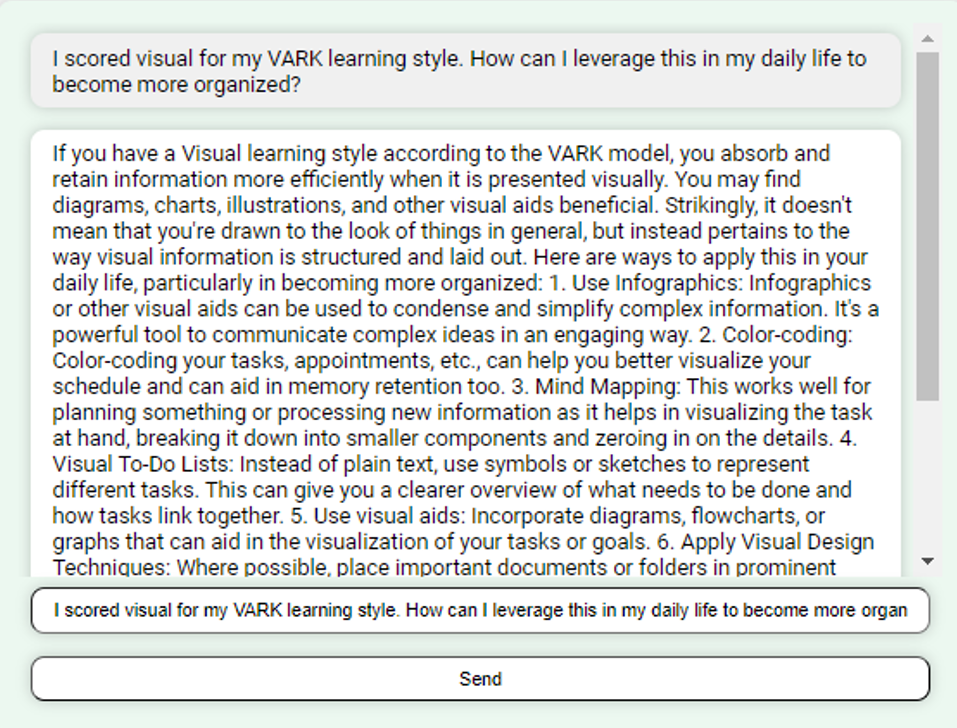 I scored visual for my VARK learning style. How can I leverage this in my daily life to
become more organized?
If you have a Visual learning style according to the VARK model, you absorb and
retain information more efficiently when it is presented visually. You may find
diagrams, charts, illustrations, and other visual aids beneficial. Strikingly, it doesn't
mean that you're drawn to the look of things in general, but instead pertains to the
way visual information is structured and laid out. Here are ways to apply this in your
daily life, particularly in becoming more organized: 1. Use Infographics: Infographics
or other visual aids can be used to condense and simplify complex information. It's a
powerful tool to communicate complex ideas in an engaging way. 2. Color-coding:
Color-coding your tasks, appointments, etc., can help you better visualize your
schedule and can aid in memory retention too. 3. Mind Mapping: This works well for
planning something or processing new information as it helps in visualizing the task
at hand, breaking it down into smaller components and zeroing in on the details. 4.
Visual To-Do Lists: Instead of plain text, use symbols or sketches to represent
different tasks. This can give you a clearer overview of what needs to be done and
how tasks link together. 5. Use visual aids: Incorporate diagrams, flowcharts, or
graphs that can aid in the visualization of your tasks or goals. 6. Apply Visual Design
Techniques: Where possible, place important documents or folders in prominent
I scored visual for my VARK learning style. How can I leverage this in my daily life to become more organ
Send